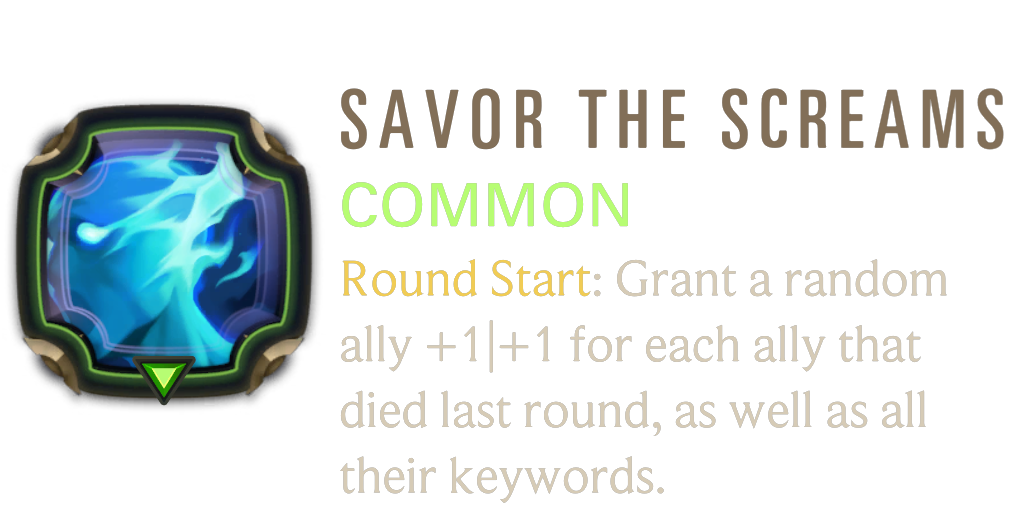 SAVOR THE SCREAMS
COMMON
Round Start: Grant a random
ally +1|+1 for each ally that
died last round, as well as all
their keywords.